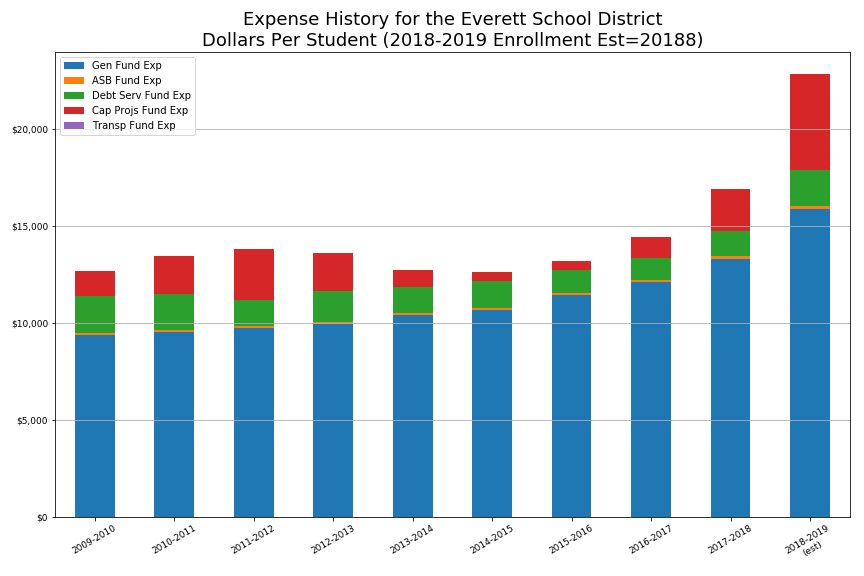 Expense History for the Everett School District
Dollars Per Student (2018-2019 Enrollment Est=20188)
Gen Fund Exp
ASB Fund Exp
Debt Serv Fund Exp
Cap Projs Fund Exp
Transp Fund Exp
$20,000
$15,000
$10,000
$5,000
$0
2009-2010
2010-2011
2011-2012
2012-2013
2013-2014
2014-2015
2015-2016
2016-2017
2017-2018
2018-2019
(est)